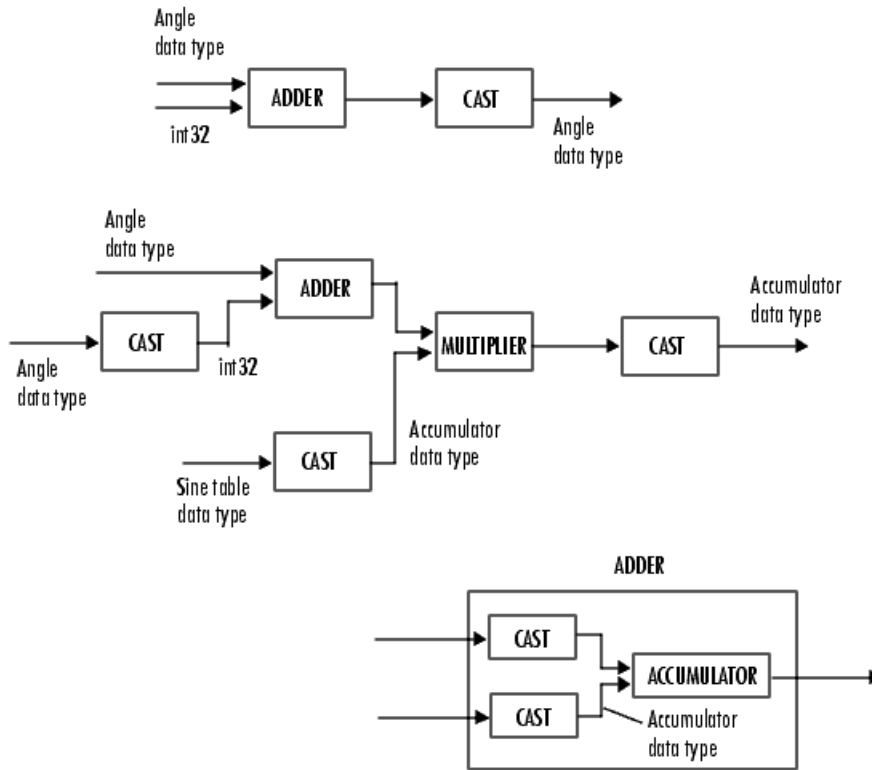 Angle
data type
ADDER
CAST
int32
Angle
data type
Angle
data type
ADDER
Accumulator
data type
CAST
MULTIPLIER
CAST
int32
Angle
data type
Accumulator
data type
CAST
Sine table
data type
ADDER
CAST
ACCUMULATOR
CAST
Accumulator
data type